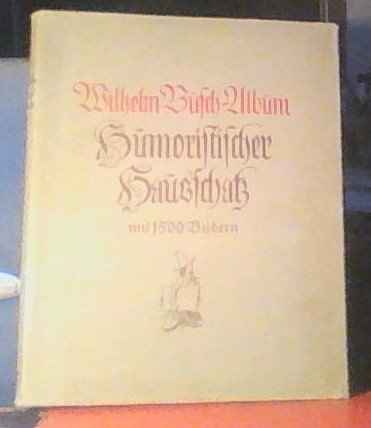 Wilhelm Busch-Album
Humoristischer
Hausschatz
mit 1500 Bildern